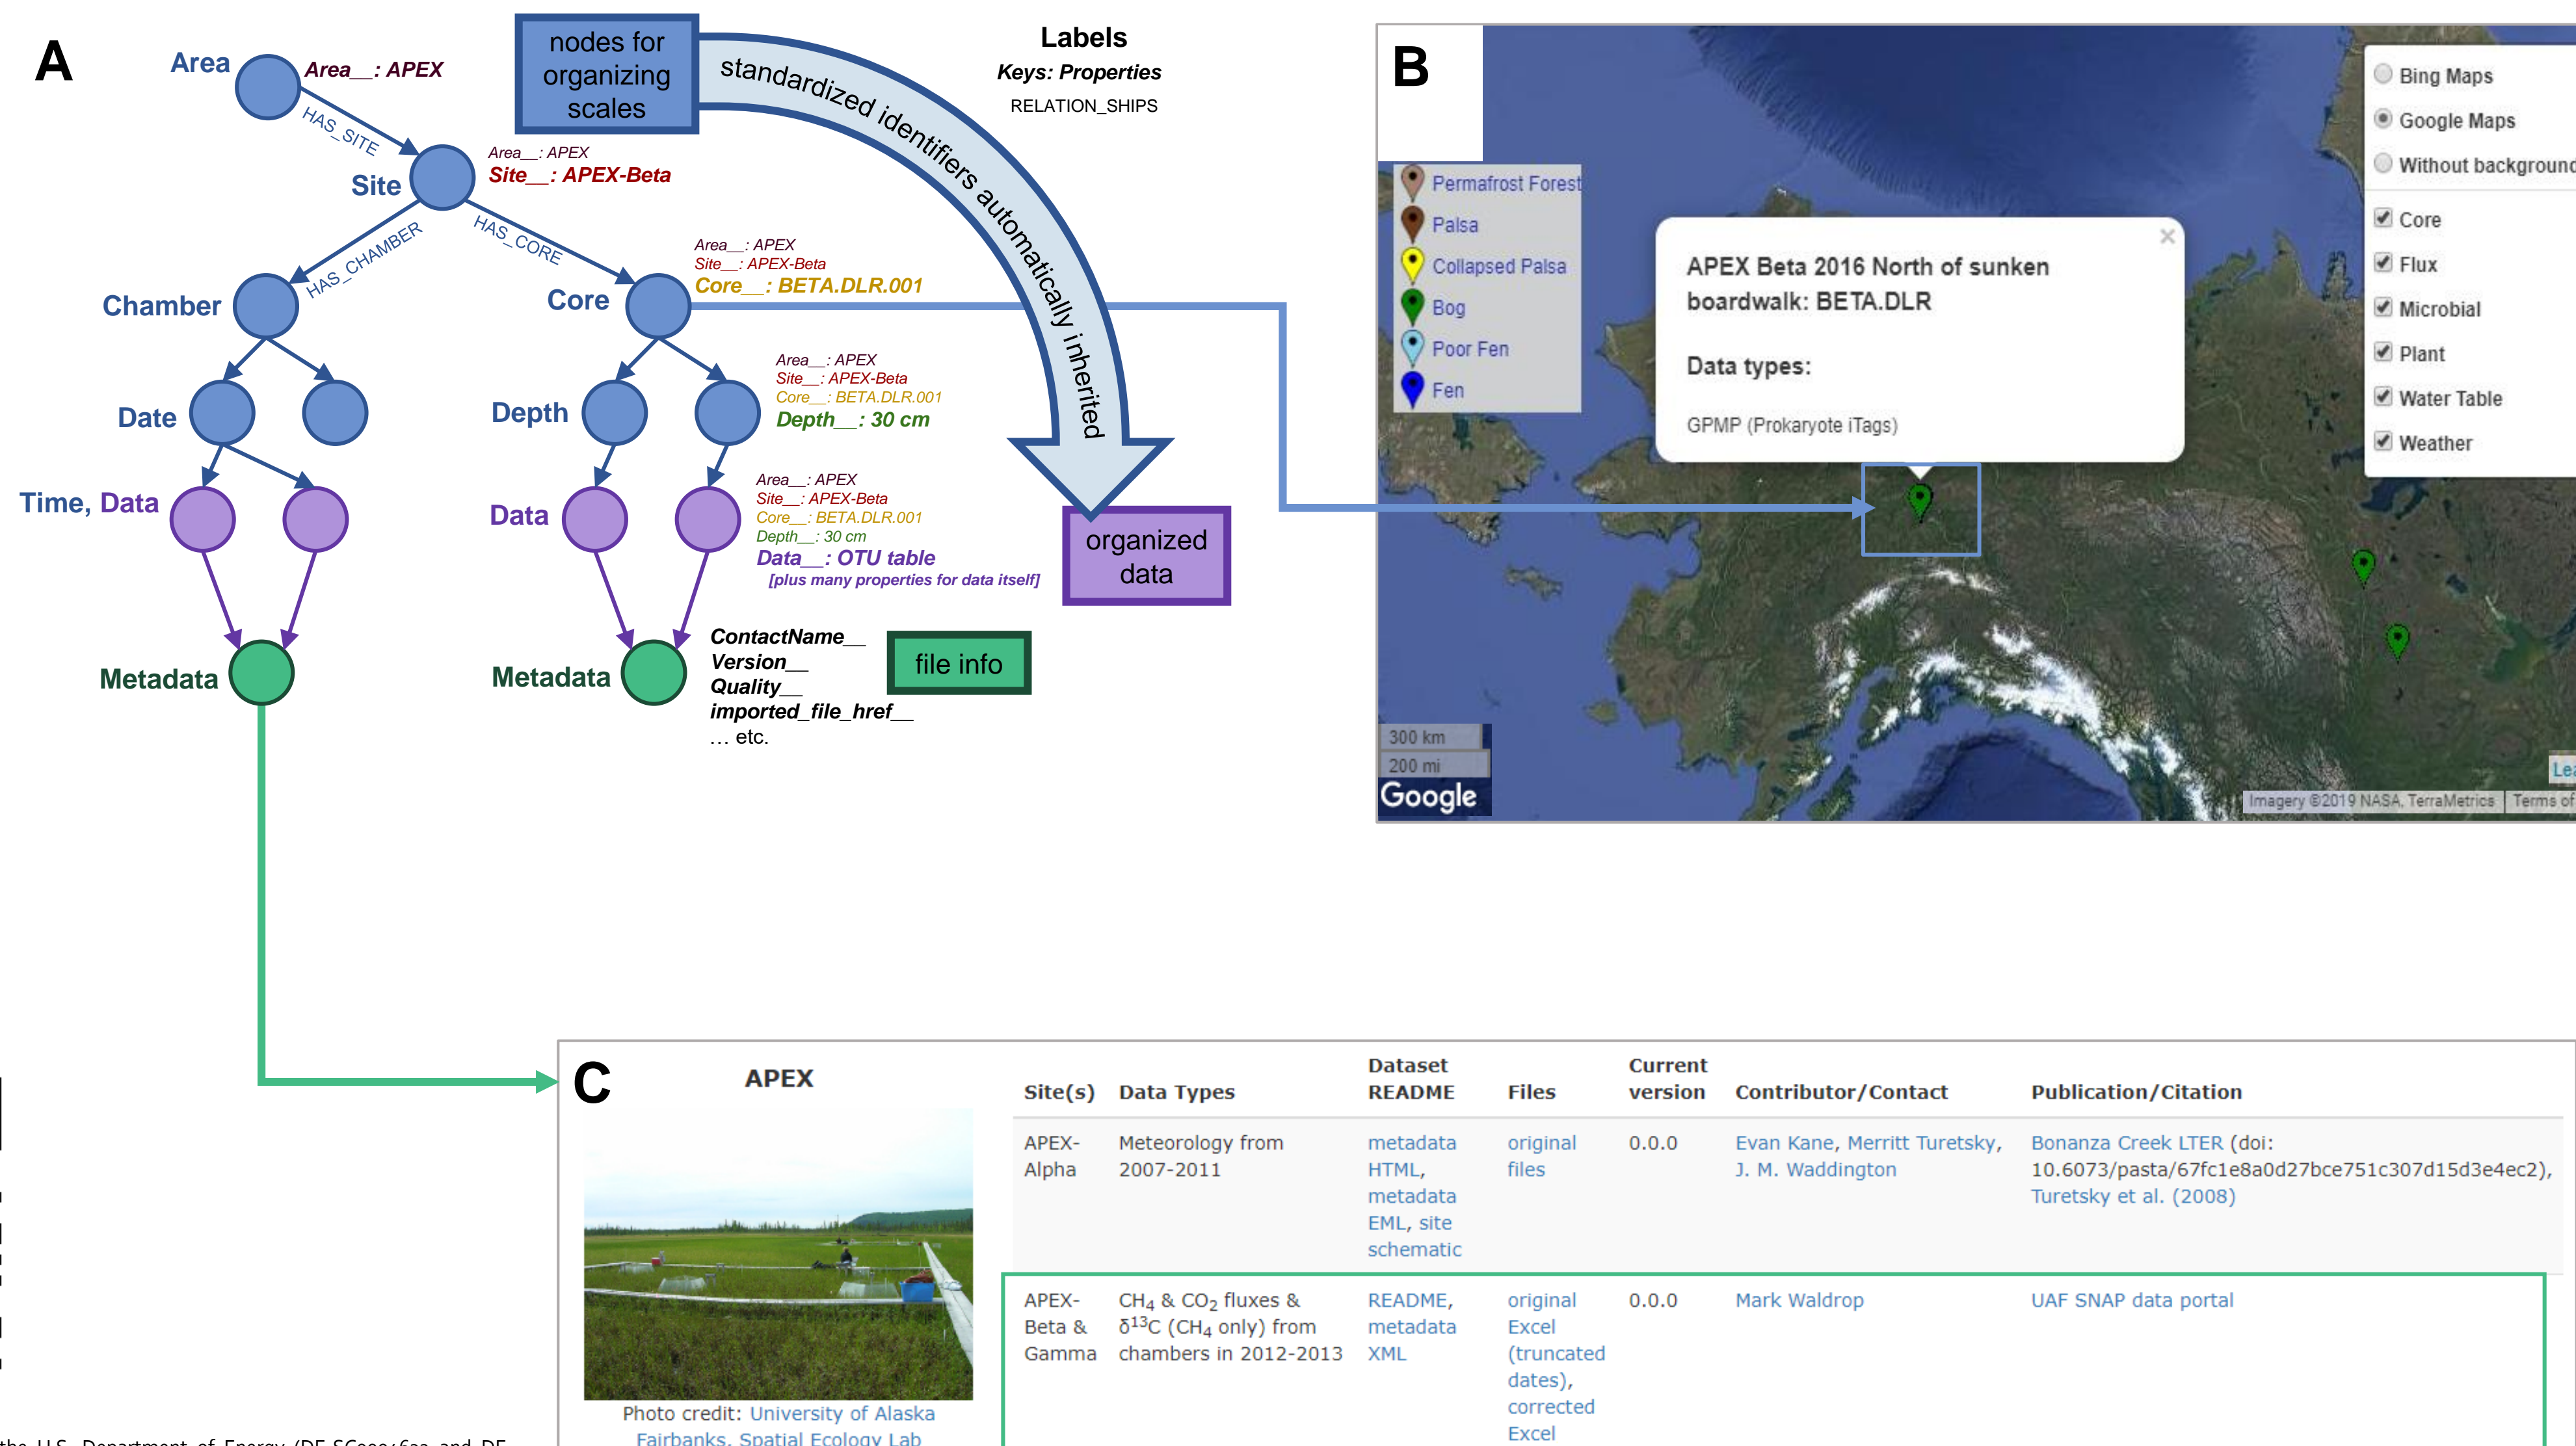 A
Area
Area__: APEX
HAS_SITE
Site
Area__: APEX
Site__: APEX-Beta
HAS_CHAMBER
HAS_CORE
Chamber
Core
Area__: APEX
Site__: APEX-Beta
Core__: BETA.DLR.001
Date
Depth
Area__: APEX
Site__: APEX-Beta
Core__: BETA.DLR.001
Depth__: 30 cm
Time, Data
Data
Area__: APEX
Site__: APEX-Beta
Core__: BETA.DLR.001
Depth__: 30 cm
Data__: OTU table
[plus many properties for data itself]
Metadata
Metadata
ContactName__
Version__
Quality__
imported_file_href__
… etc.
file info
nodes for
organizing
scales
standardized identifiers automatically inherited
organized
data
Labels
Keys: Properties
RELATION_SHIPS
B
Permafrost Forest
Palsa
Collapsed Palsa
Bog
Poor Fen
Fen
APEX Beta 2016 North of sunken
boardwalk: BETA.DLR
×
Data types:
GPMP (Prokaryote iTags)
Bing Maps
Google Maps
Without background
Core
Flux
Microbial
Plant
Water Table
Weather
300 km
200 mi
Google
Imagery ©2019 NASA, TerraMetrics
Terms of
C
APEX
Photo credit: University of Alaska
Fairbanks, Spatial Ecology Lab
Site(s)
Data Types
Dataset
README
Files
Current
version
Contributor/Contact
Publication/Citation
APEX-
Alpha
Meteorology from
2007-2011
metadata
HTML,
metadata
EML, site
schematic
original
files
0.0.0
Evan Kane, Merritt Turetsky,
J. M. Waddington
Bonanza Creek LTER (doi:
10.6073/pasta/67fc1e8a0d27bce751c307d15d3e4ec2),
Turetsky et al. (2008)
APEX-
Beta &
Gamma
CH4 & CO2 fluxes &
δ13C (CH4 only) from
chambers in 2012-2013
README,
metadata
XML
original
Excel
(truncated
dates),
corrected
Excel
0.0.0
Mark Waldrop
UAF SNAP data portal
the U.S. Department of Energy